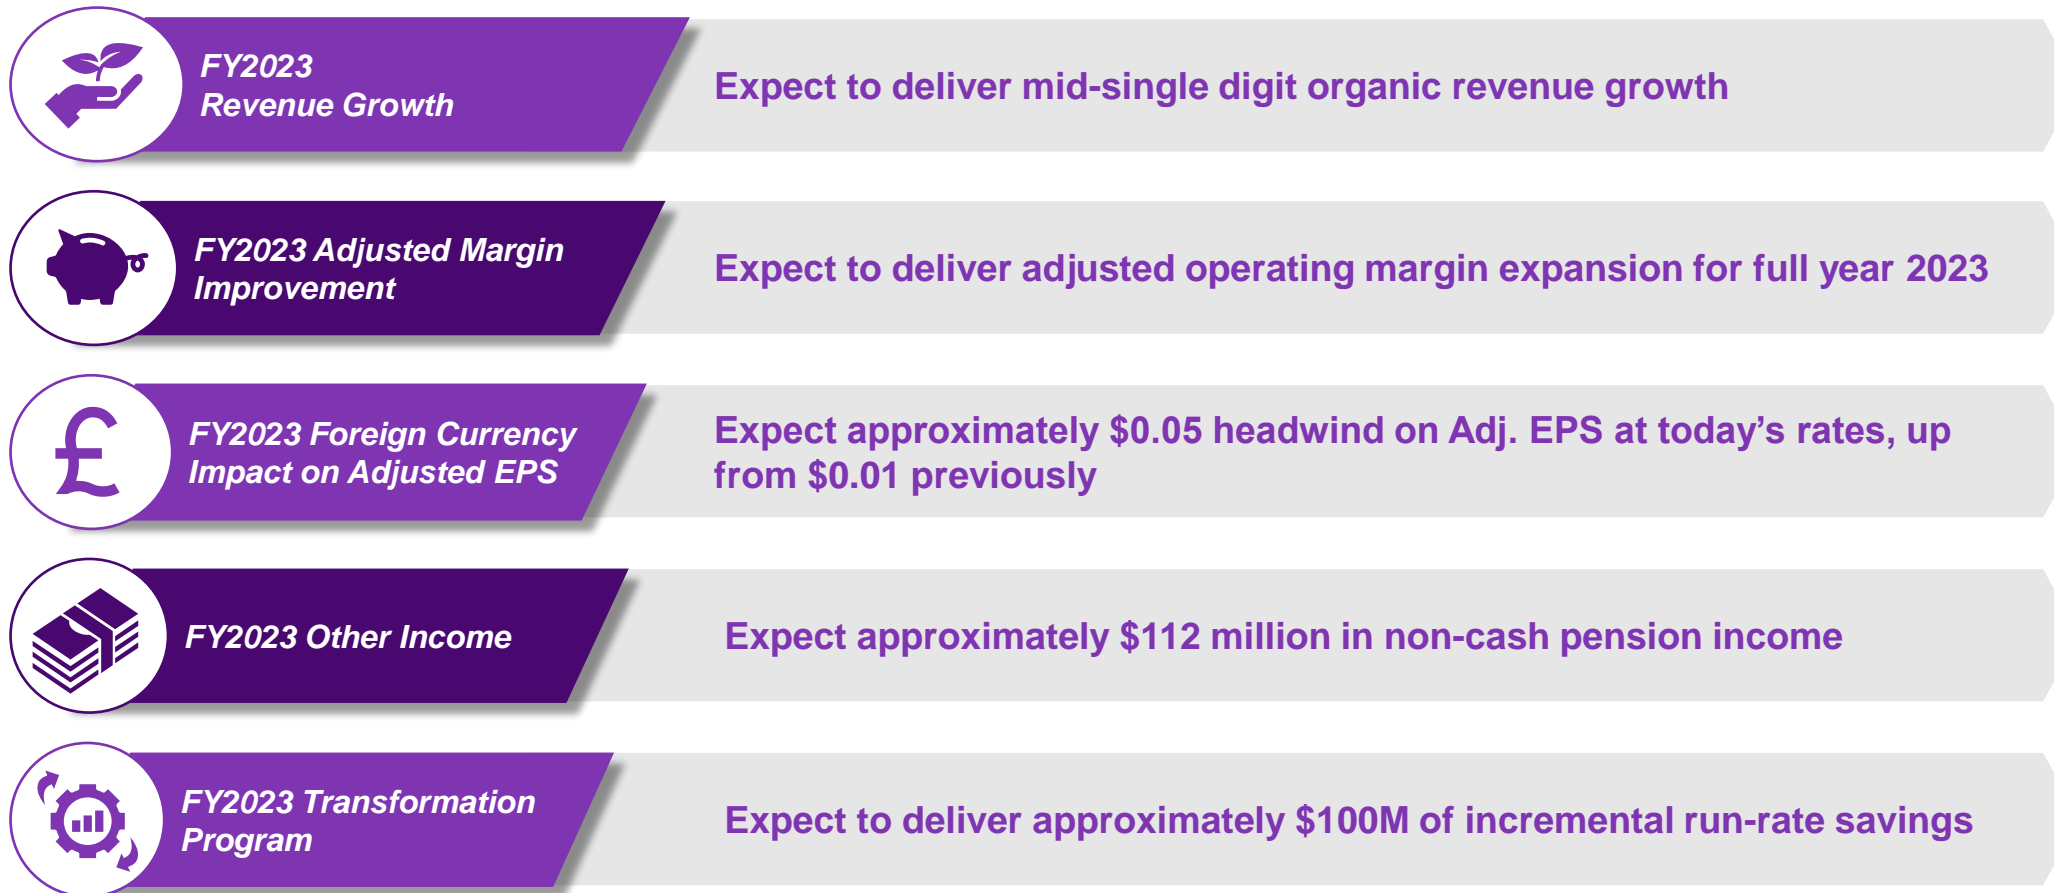 FY2023
Revenue Growth
Expect to deliver mid-single digit organic revenue growth
FY2023 Adjusted Margin
Improvement
Expect to deliver adjusted operating margin expansion for full year 2023
FY2023 Foreign Currency
Impact on Adjusted EPS
Expect approximately $0.05 headwind on Adj. EPS at today’s rates, up
from $0.01 previously
FY2023 Other Income
Expect approximately $112 million in non-cash pension income
FY2023 Transformation
Program
Expect to deliver approximately $100M of incremental run-rate savings